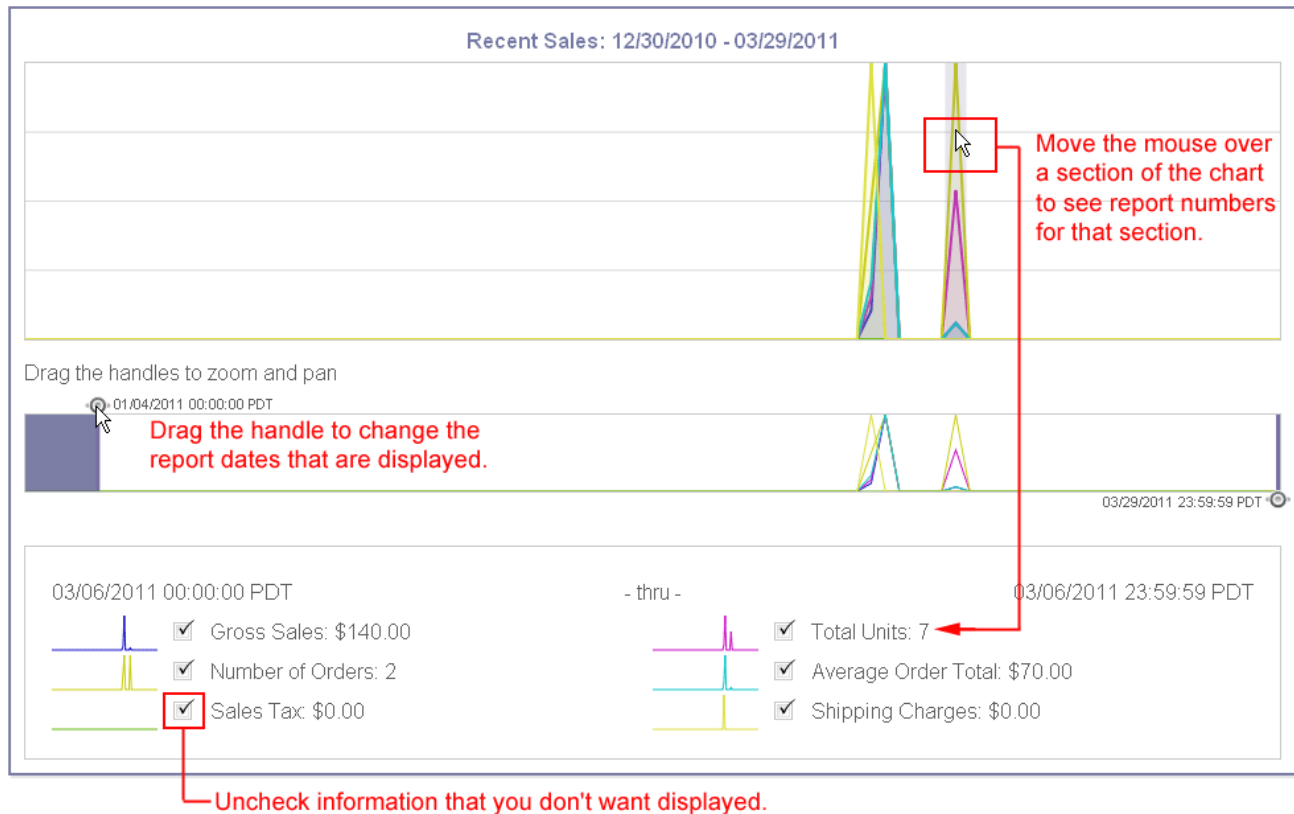 Recent Sales: 12/30/2010 - 03/29/2011
Move the mouse over
a section of the chart
to see report numbers
for that section.
Drag the handles to zoom and pan
01/04/2011 00:00:00 PDT
Drag the handle to change the
report dates that are displayed.
03/29/2011 23:59:59 PDT
03/06/2011 00:00:00 PDT - thru - 03/06/2011 23:59:59 PDT
Gross Sales: $140.00 Total Units: 7
Number of Orders: 2 Average Order Total: $70.00
Sales Tax: $0.00 Shipping Charges: $0.00
Uncheck information that you don't want displayed.